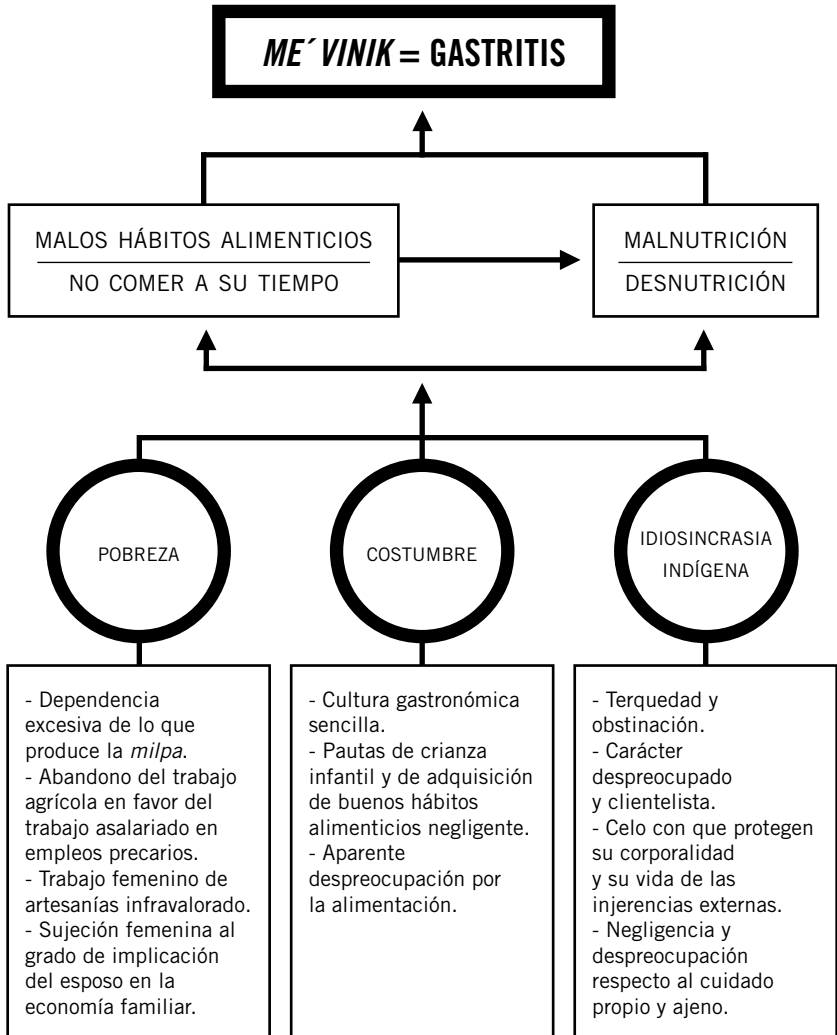 ME´ VINIK = GASTRITIS
MALOS HÁBITOS ALIMENTICIOS
NO COMER A SU TIEMPO
MALNUTRICIÓN
DESNUTRICIÓN
POBREZA
COSTUMBRE
IDIOSINCRASIA
INDÍGENA
- Dependencia
excesiva de lo que
produce la milpa.
- Abandono del trabajo
agrícola en favor del
trabajo asalariado en
empleos precarios.
- Trabajo femenino de
artesanías infravalorado.
- Sujeción femenina al
grado de implicación
del esposo en la
economía familiar.
- Cultura gastronómica
sencilla.
- Pautas de crianza
infantil y de adquisición
de buenos hábitos
alimenticios negligente.
- Aparente
despreocupación por
la alimentación.
- Terquedad y
obstinación.
- Carácter
despreocupado
y clientelista.
- Celo con que protegen
su corporalidad
y su vida de las
injerencias externas.
- Negligencia y
despreocupación
respecto al cuidado
propio y ajeno.